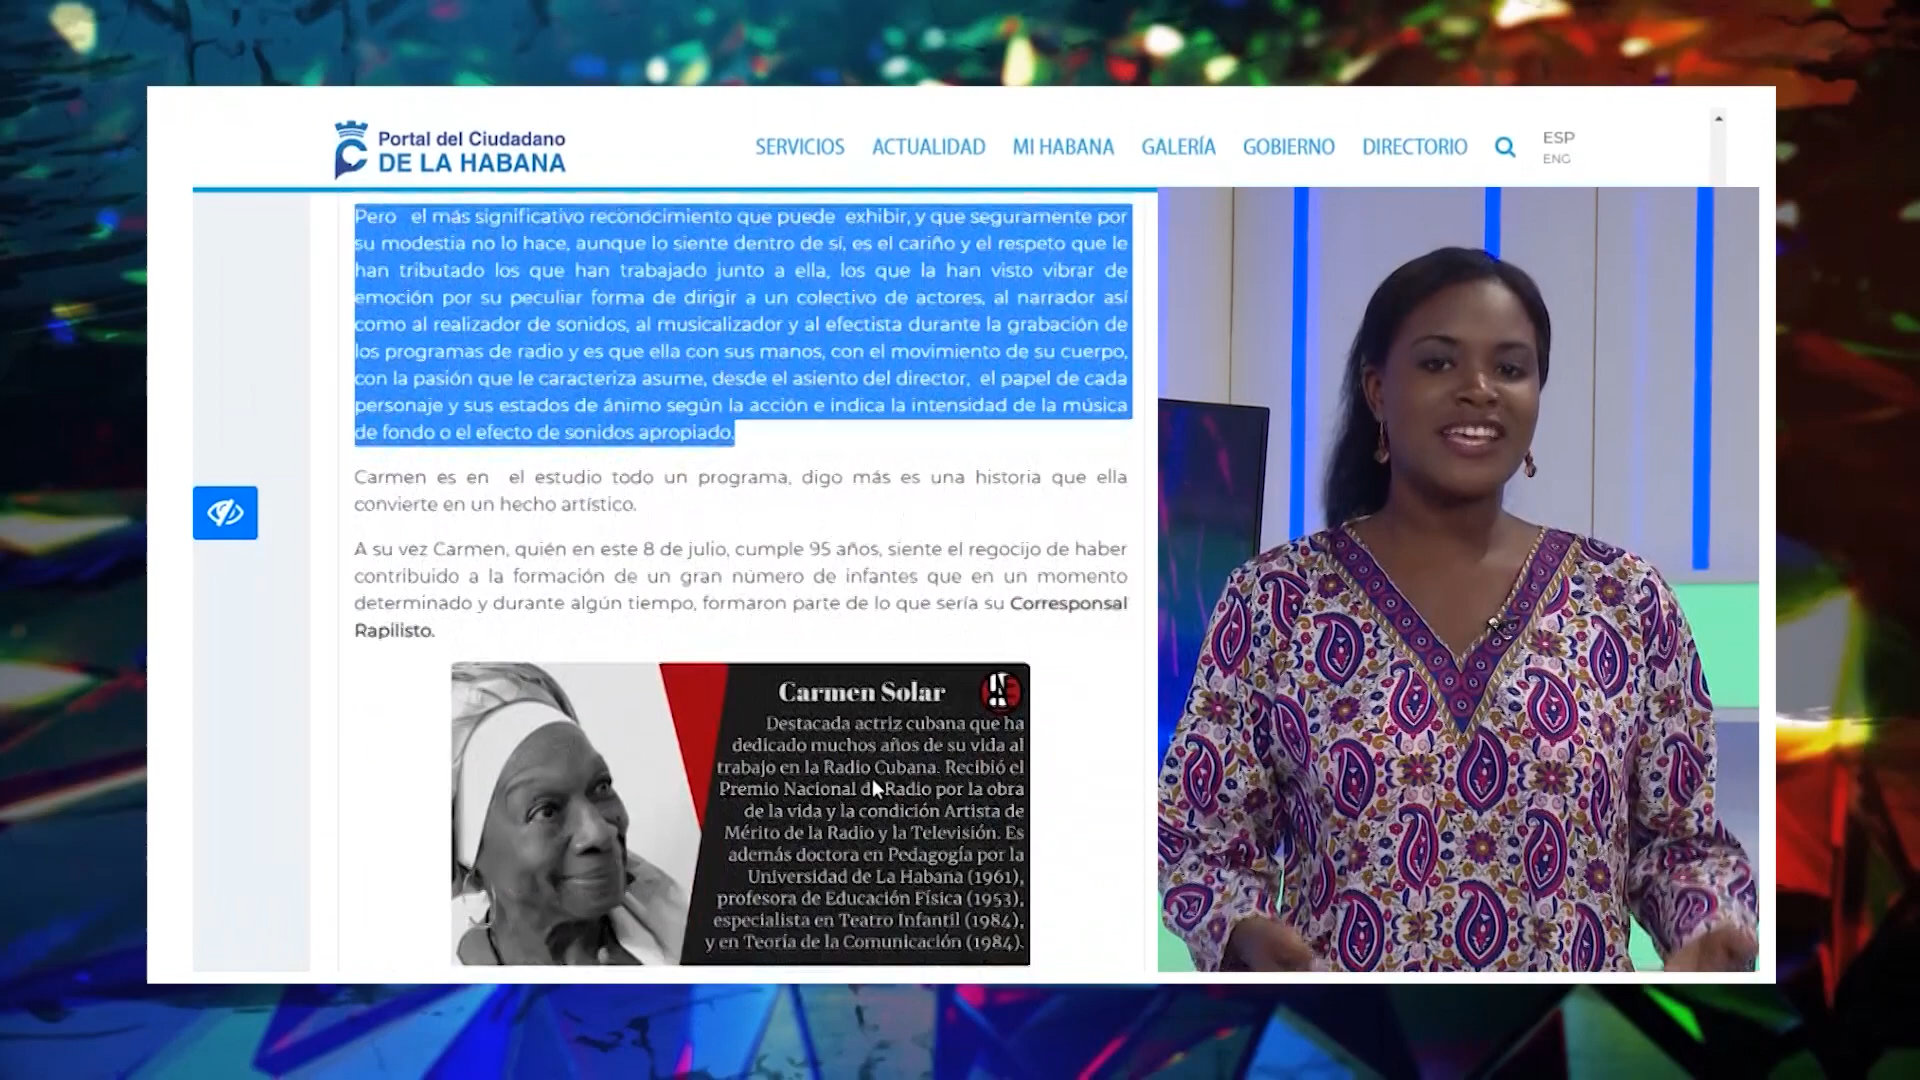 Portal del Ciudadano
DE LA HABANA
SERVICIOS ACTUALIDAD MI HABANA GALERÍA GOBIERNO DIRECTORIO
ESP
ENG
Pero el más significativo reconocimiento que puede exhibir, y que seguramente por
su modestia no lo hace, aunque lo siente dentro de sí, es el cariño y el respeto que le
han tributado los que han trabajado junto a ella, los que la han visto vibrar de
emoción por su peculiar forma de dirigir a un colectivo de actores, al narrador así
como al realizador de sonidos, al musicalizador y al efectista durante la grabación de
los programas de radio y es que ella con sus manos, con el movimiento de su cuerpo,
con la pasión que le caracteriza asume, desde el asiento del director, el papel de cada
personaje y sus estados de ánimo según la acción e indica la intensidad de la música
de fondo o el efecto de sonidos apropiado.
Carmen es en el estudio todo un programa, digo más es una historia que ella
convierte en un hecho artístico.
A su vez Carmen, quién en este 8 de julio, cumple 95 años, siente el regocijo de haber
contribuido a la formación de un gran número de infantes que en un momento
determinado y durante algún tiempo, formaron parte de lo que sería su Corresponsal
Rapilisto.
Carmen Solar
Destacada actriz cubana que ha
dedicado muchos años de su vida al
trabajo en la Radio Cubana. Recibió el
Premio Nacional de Radio por la obra
de la vida y la condición Artista de
Mérito de la Radio y la Televisión. Es
además doctora en Pedagogía por la
Universidad de La Habana (1961),
profesora de Educación Física (1953),
especialista en Teatro Infantil (1984),
y en Teoría de la Comunicación (1984).